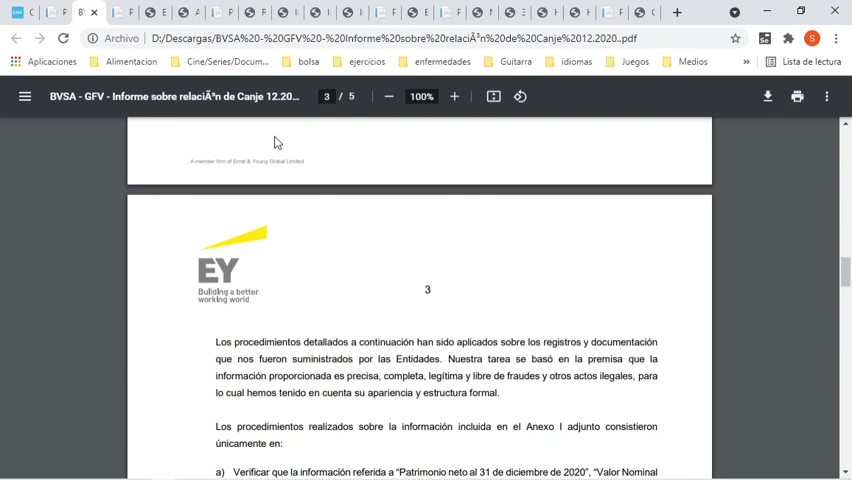 BV
Archivo D:/Descargas/BVSA%20-%20GFV%20-%20Informe%20sobre%20relaciÃ³n%20de%20Canje%2012.2020..pdf
Aplicaciones Alimentacion Cine/Series/Docum... bolsa ejercicios enfermedades Guitarra idiomas Juegos Medios » Lista de lectura
BVSA - GFV - Informe sobre relaciÃ³n de Canje 12.20... 3 / 5 100%
A member firm of Ernst & Young Global Limited
EY
Building a better
working world
3
Los procedimientos detallados a continuación han sido aplicados sobre los registros y documentación
que nos fueron suministrados por las Entidades. Nuestra tarea se basó en la premisa que la
información proporcionada es precisa, completa, legítima y libre de fraudes y otros actos ilegales, para
lo cual hemos tenido en cuenta su apariencia y estructura formal.
Los procedimientos realizados sobre la información incluida en el Anexo I adjunto consistieron
únicamente en:
a) Verificar que la información referida a “Patrimonio neto al 31 de diciembre de 2020”, “Valor Nominal